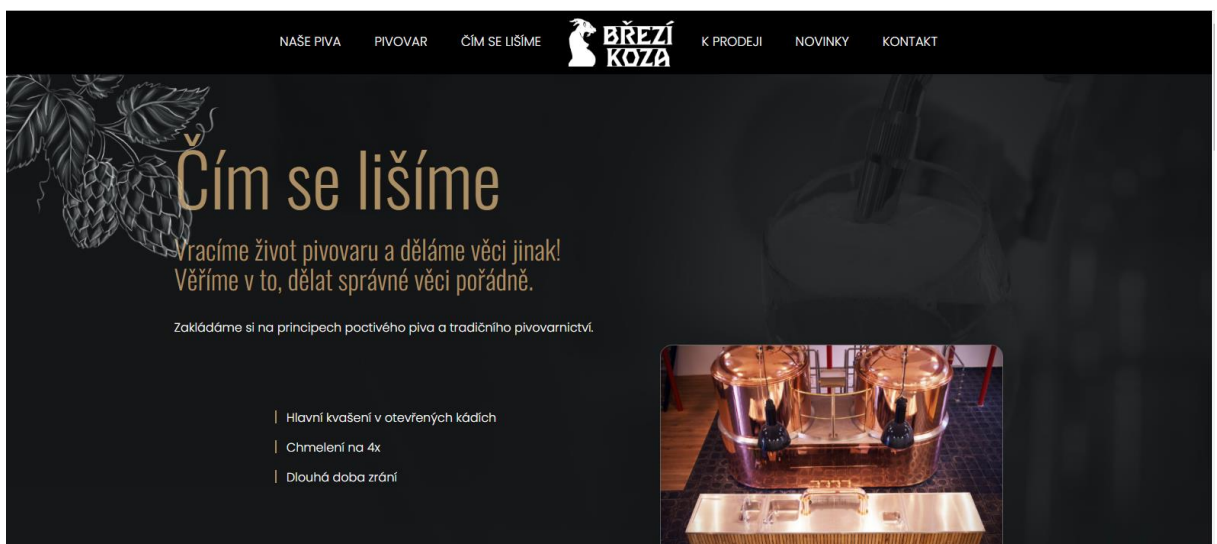 NAŠE PIVA PIVOVAR ČÍM SE LIŠÍME BŘEZÍ KOZA K PRODEJI NOVINKY KONTAKT
Čím se lišíme
Vracíme život pivovaru a děláme věci jinak!
Věříme v to, dělat správné věci pořádně.
Zakládáme si na principech poctivého piva a tradičního pivovarnictví.
Hlavní kvašení v otevřených kádích
Chmelení na 4x
Dlouhá doba zrání